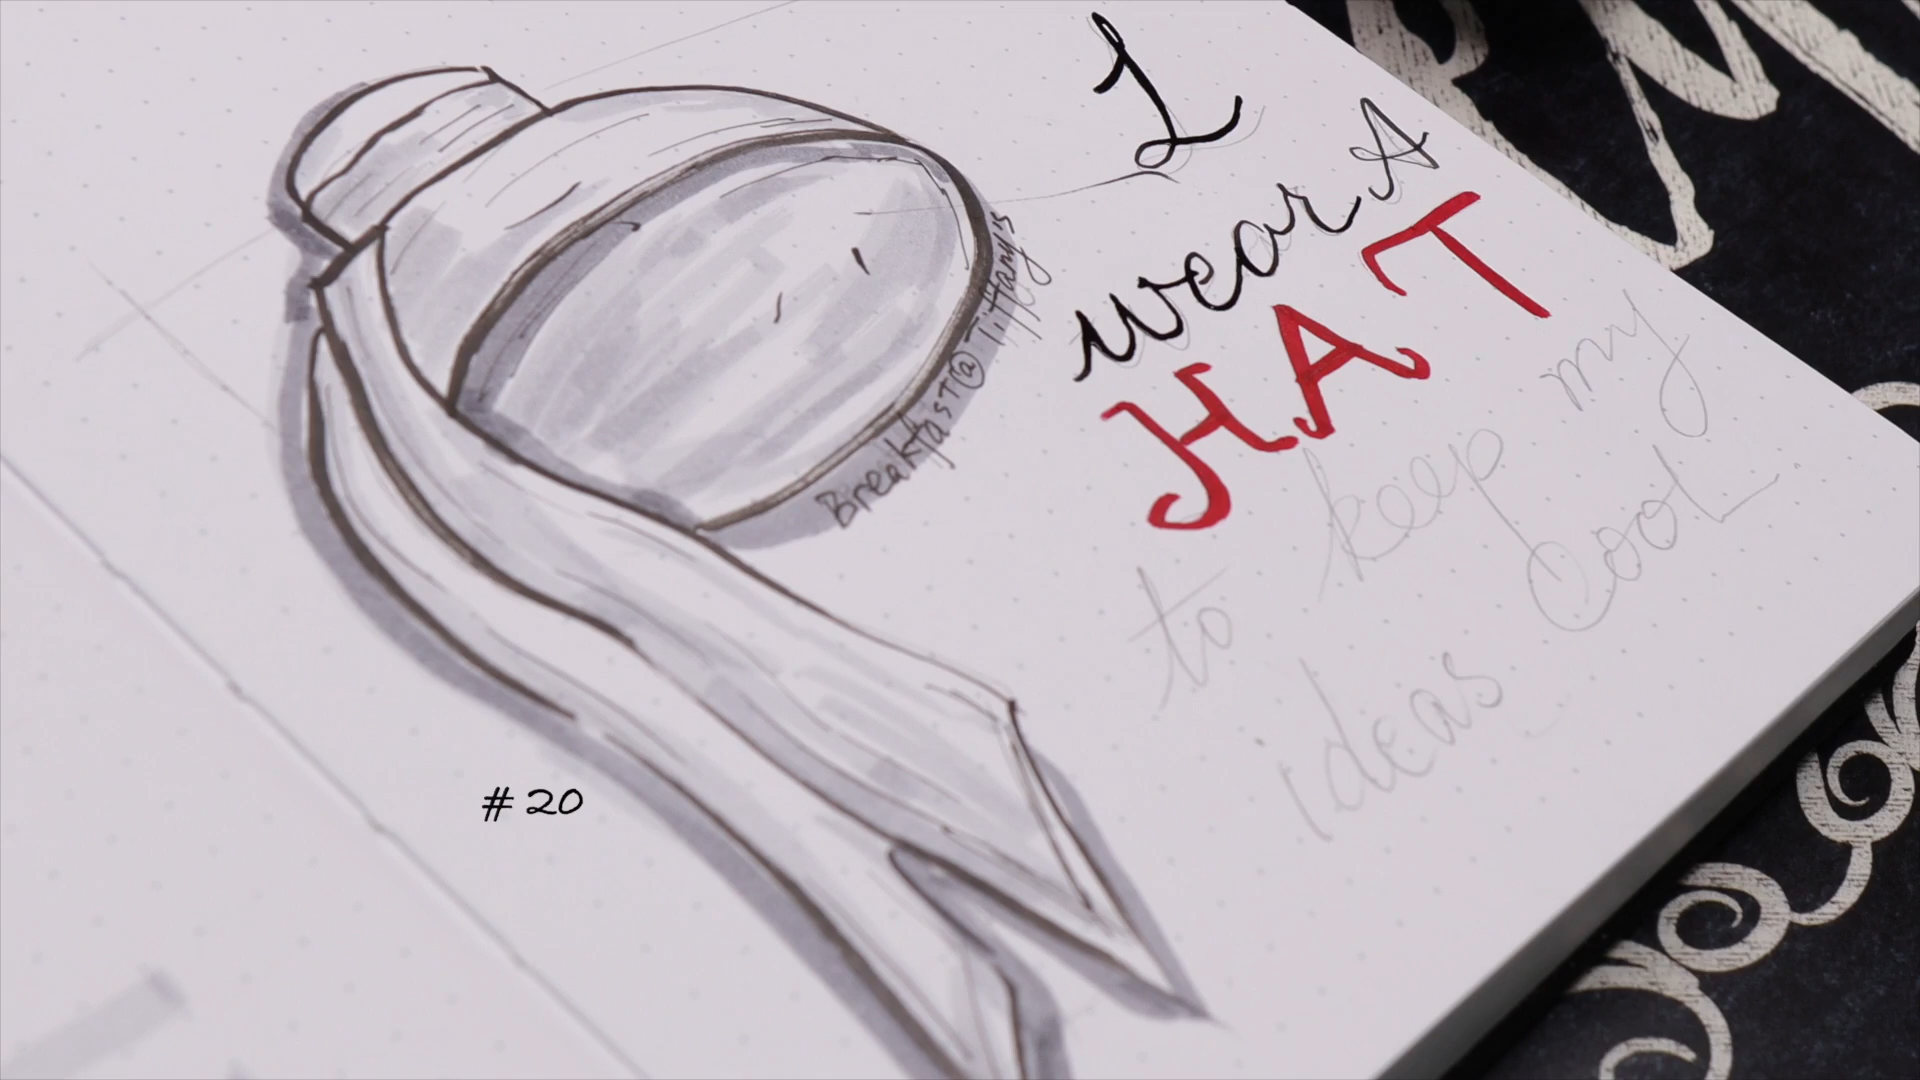 I
wear A
HAT
to keep my
ideas cool
Breakfast@Tiffany's
# 20